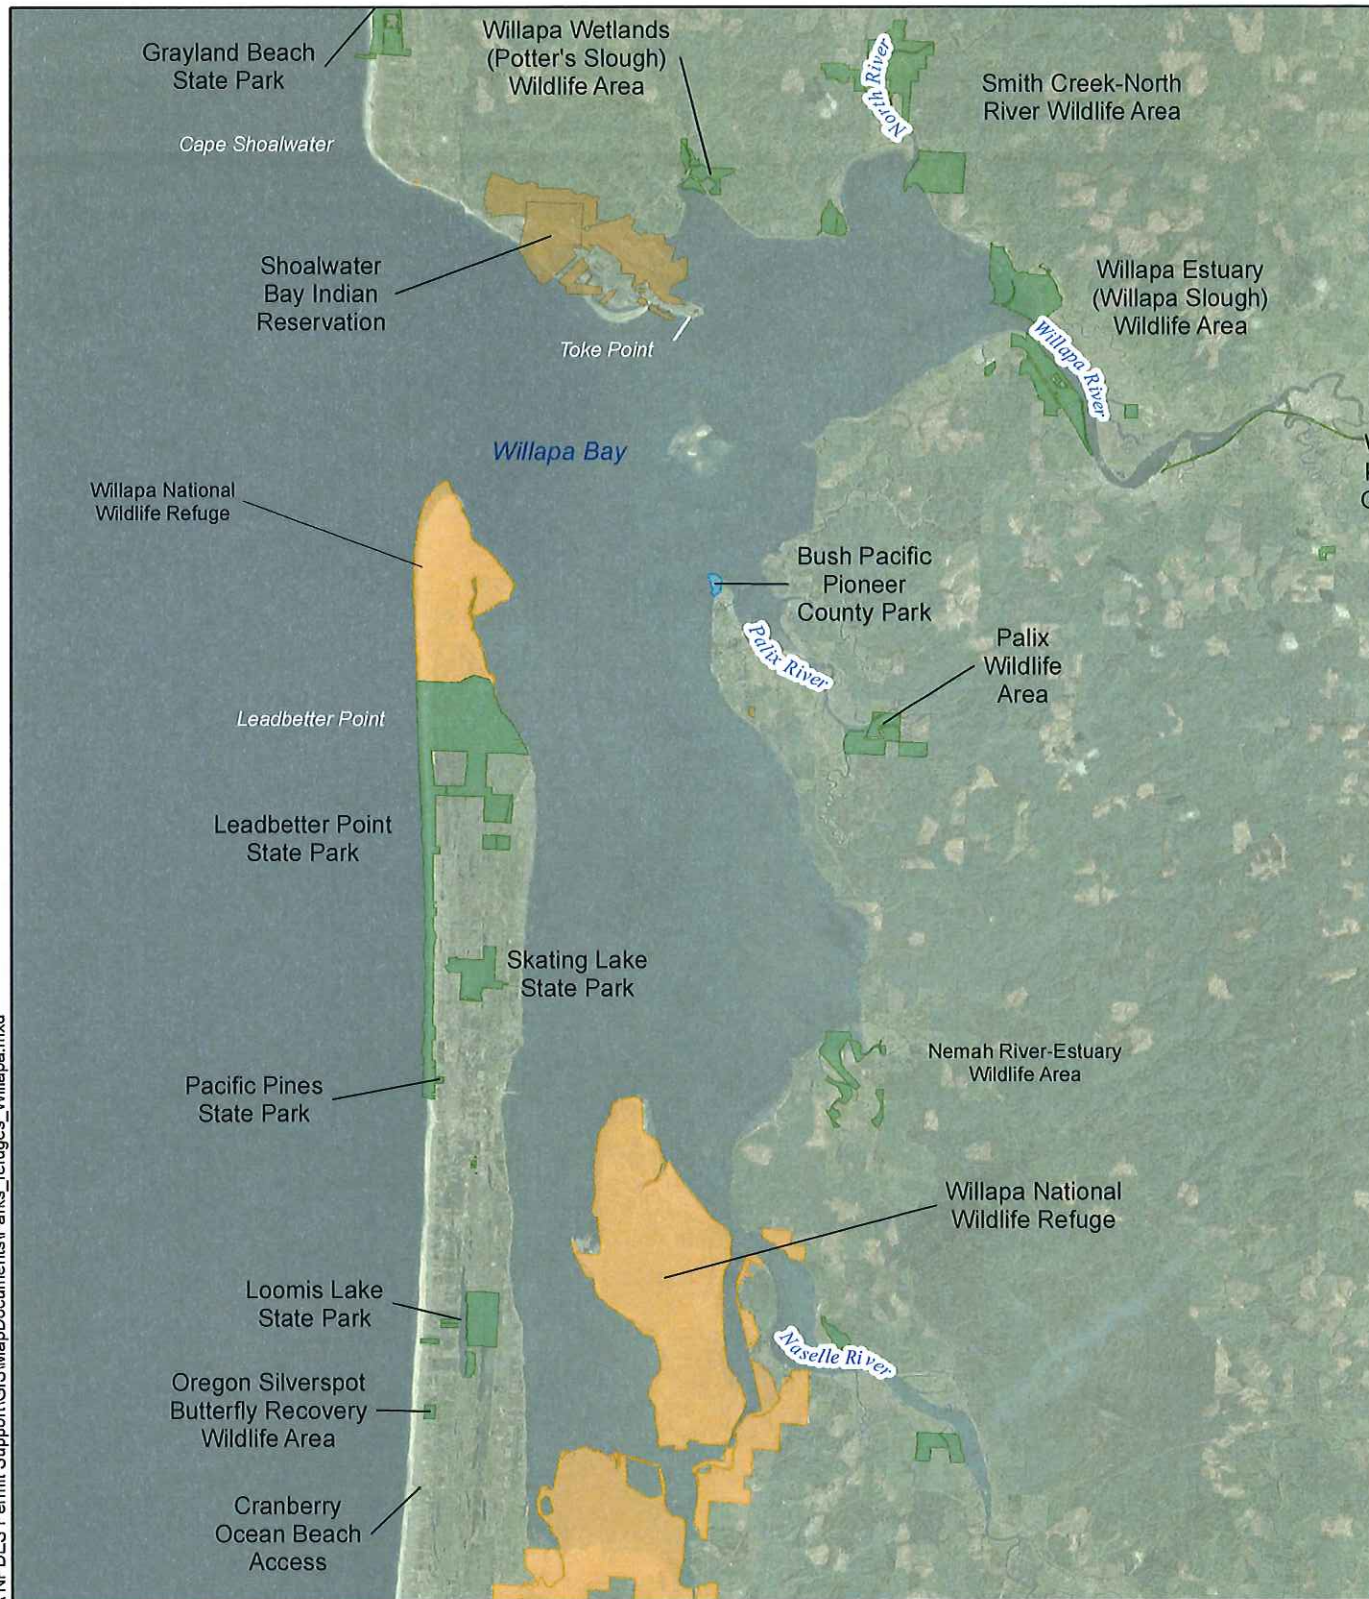 Grayland Beach
State Park
Willapa Wetlands
(Potter's Slough)
Wildlife Area
North River
Smith Creek-North
River Wildlife Area
Cape Shoalwater
Shoalwater
Bay Indian
Reservation
Willapa Estuary
(Willapa Slough)
Wildlife Area
Toke Point
Willapa River
Willapa Bay
Willapa National
Wildlife Refuge
Bush Pacific
Pioneer
County Park
Palix River
Palix
Wildlife
Area
Leadbetter Point
Leadbetter Point
State Park
Skating Lake
State Park
Nemah River-Estuary
Wildlife Area
Pacific Pines
State Park
Willapa National
Wildlife Refuge
Loomis Lake
State Park
Naselle River
Oregon Silverspot
Butterfly Recovery
Wildlife Area
Cranberry
Ocean Beach
Access